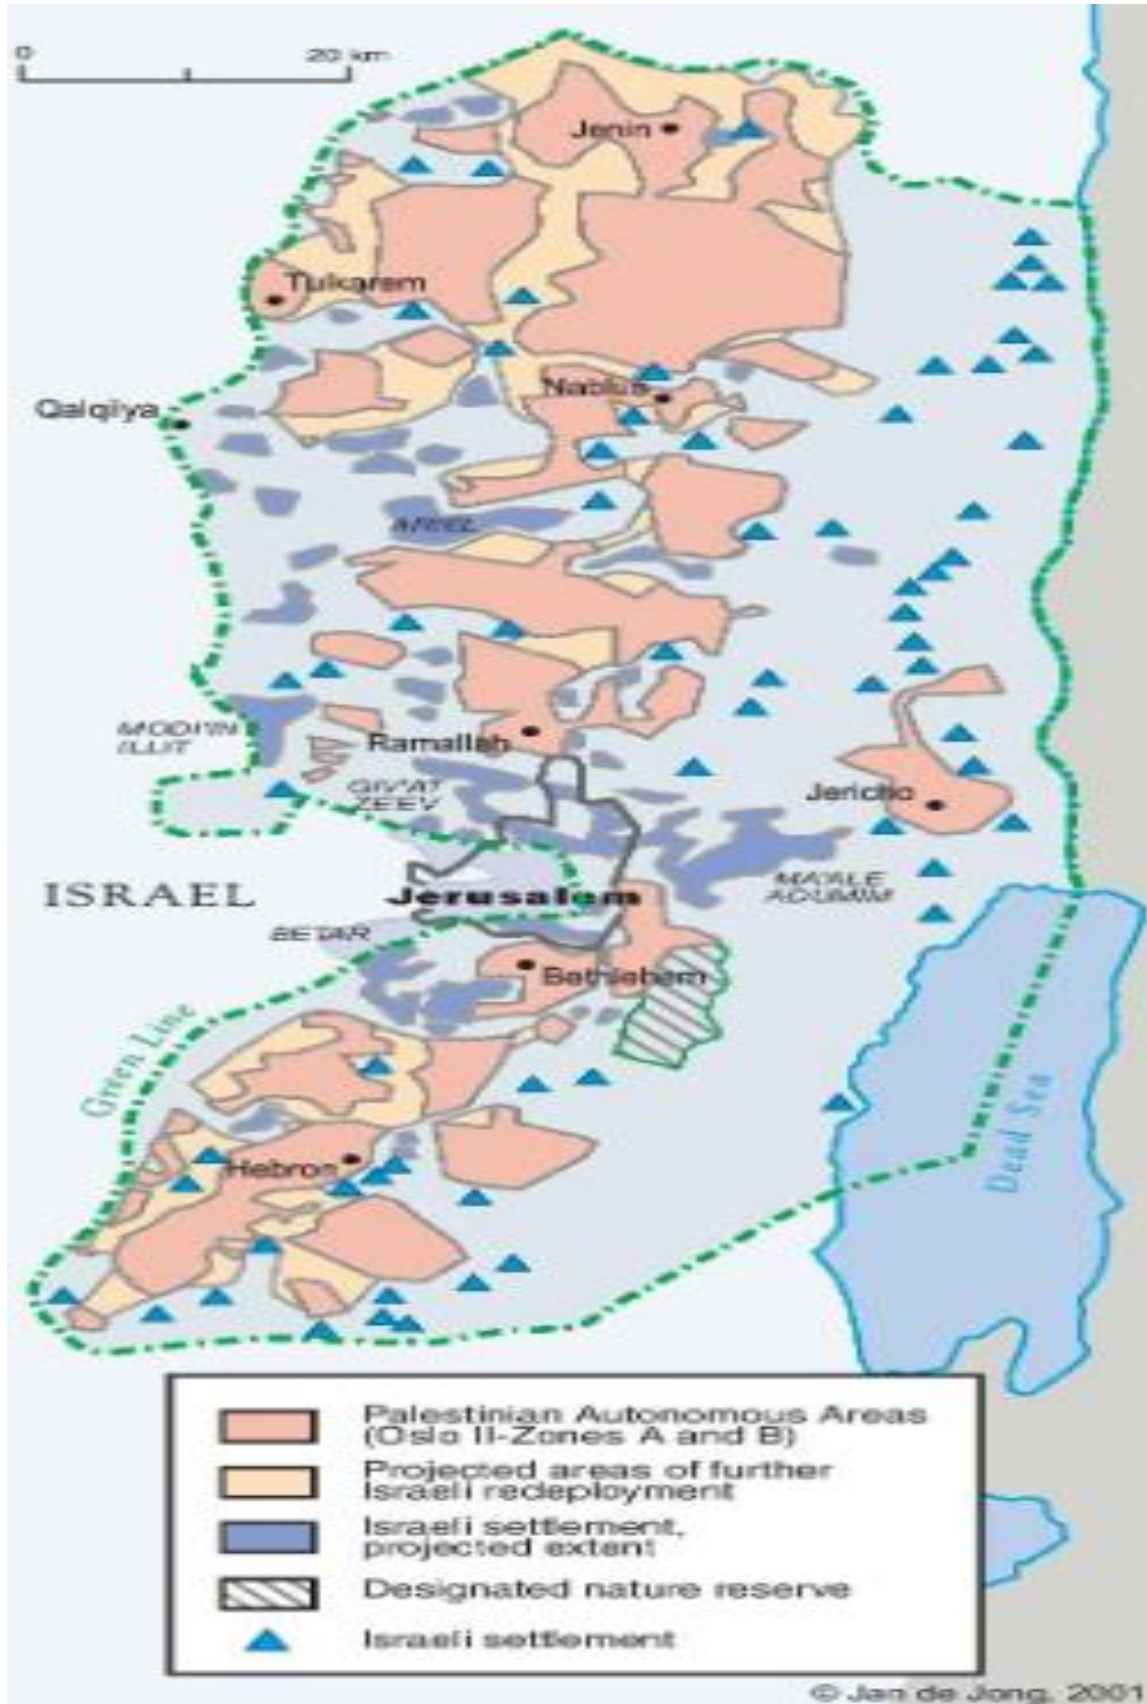 0
20 km
Jenin
Tulkarem
Nablus
Qalqilya
ARIEL
MODI'IN
ILLIT
Ramallah
GIV'AT
ZEEV
Jericho
ISRAEL
Jerusalem
MA'ALE
ADUMIM
BETAR
Bethlehem
Green Line
Dead Sea
Hebron
Palestinian Autonomous Areas
(Oslo II-Zones A and B)
Projected areas of further
Israeli redeployment
Israeli settlement,
projected extent
Designated nature reserve
Israeli settlement
© Jan de Jong, 2001